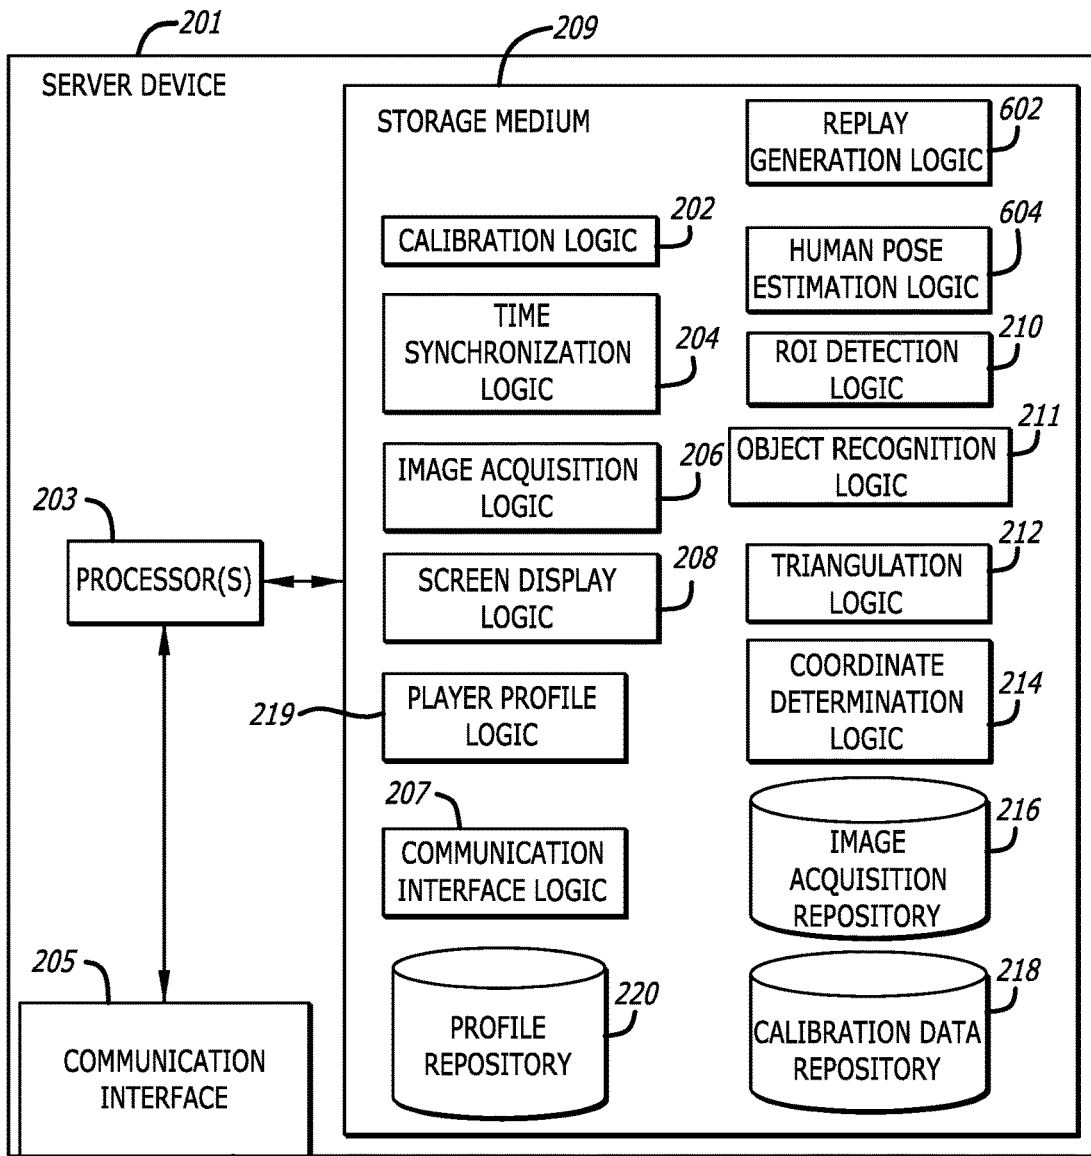 201
209
SERVER DEVICE
STORAGE MEDIUM
602
REPLAY
GENERATION LOGIC
202
CALIBRATION LOGIC
604
HUMAN POSE
ESTIMATION LOGIC
TIME
SYNCHRONIZATION
LOGIC
204
210
ROI DETECTION
LOGIC
211
OBJECT RECOGNITION
LOGIC
IMAGE ACQUISITION
LOGIC
206
203
PROCESSOR(S)
SCREEN DISPLAY
LOGIC
208
212
TRIANGULATION
LOGIC
COORDINATE
DETERMINATION
LOGIC
214
219
PLAYER PROFILE
LOGIC
207
COMMUNICATION
INTERFACE LOGIC
216
IMAGE
ACQUISITION
REPOSITORY
205
COMMUNICATION
INTERFACE
220
PROFILE
REPOSITORY
218
CALIBRATION DATA
REPOSITORY